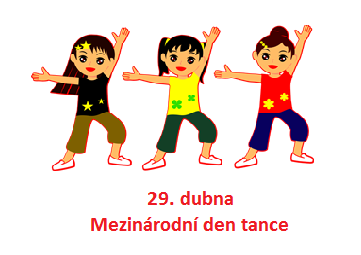 29. dubna
Mezinárodní den tance